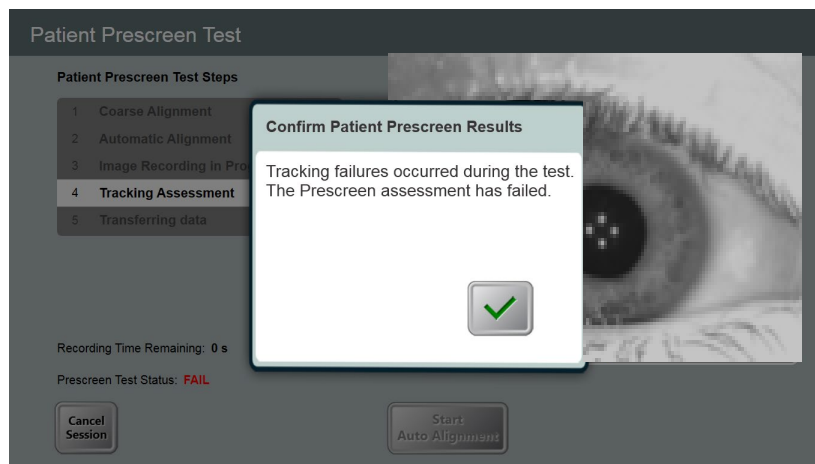 Patient Prescreen Test
Patient Prescreen Test Steps
1 Coarse Alignment
2 Automatic Alignment
3 Image Recording in Pro
4 Tracking Assessment
5 Transferring data
Confirm Patient Prescreen Results
Tracking failures occurred during the test.
The Prescreen assessment has failed.
Recording Time Remaining: 0 s
Prescreen Test Status: FAIL
Cancel
Session
Start
Auto Alignment